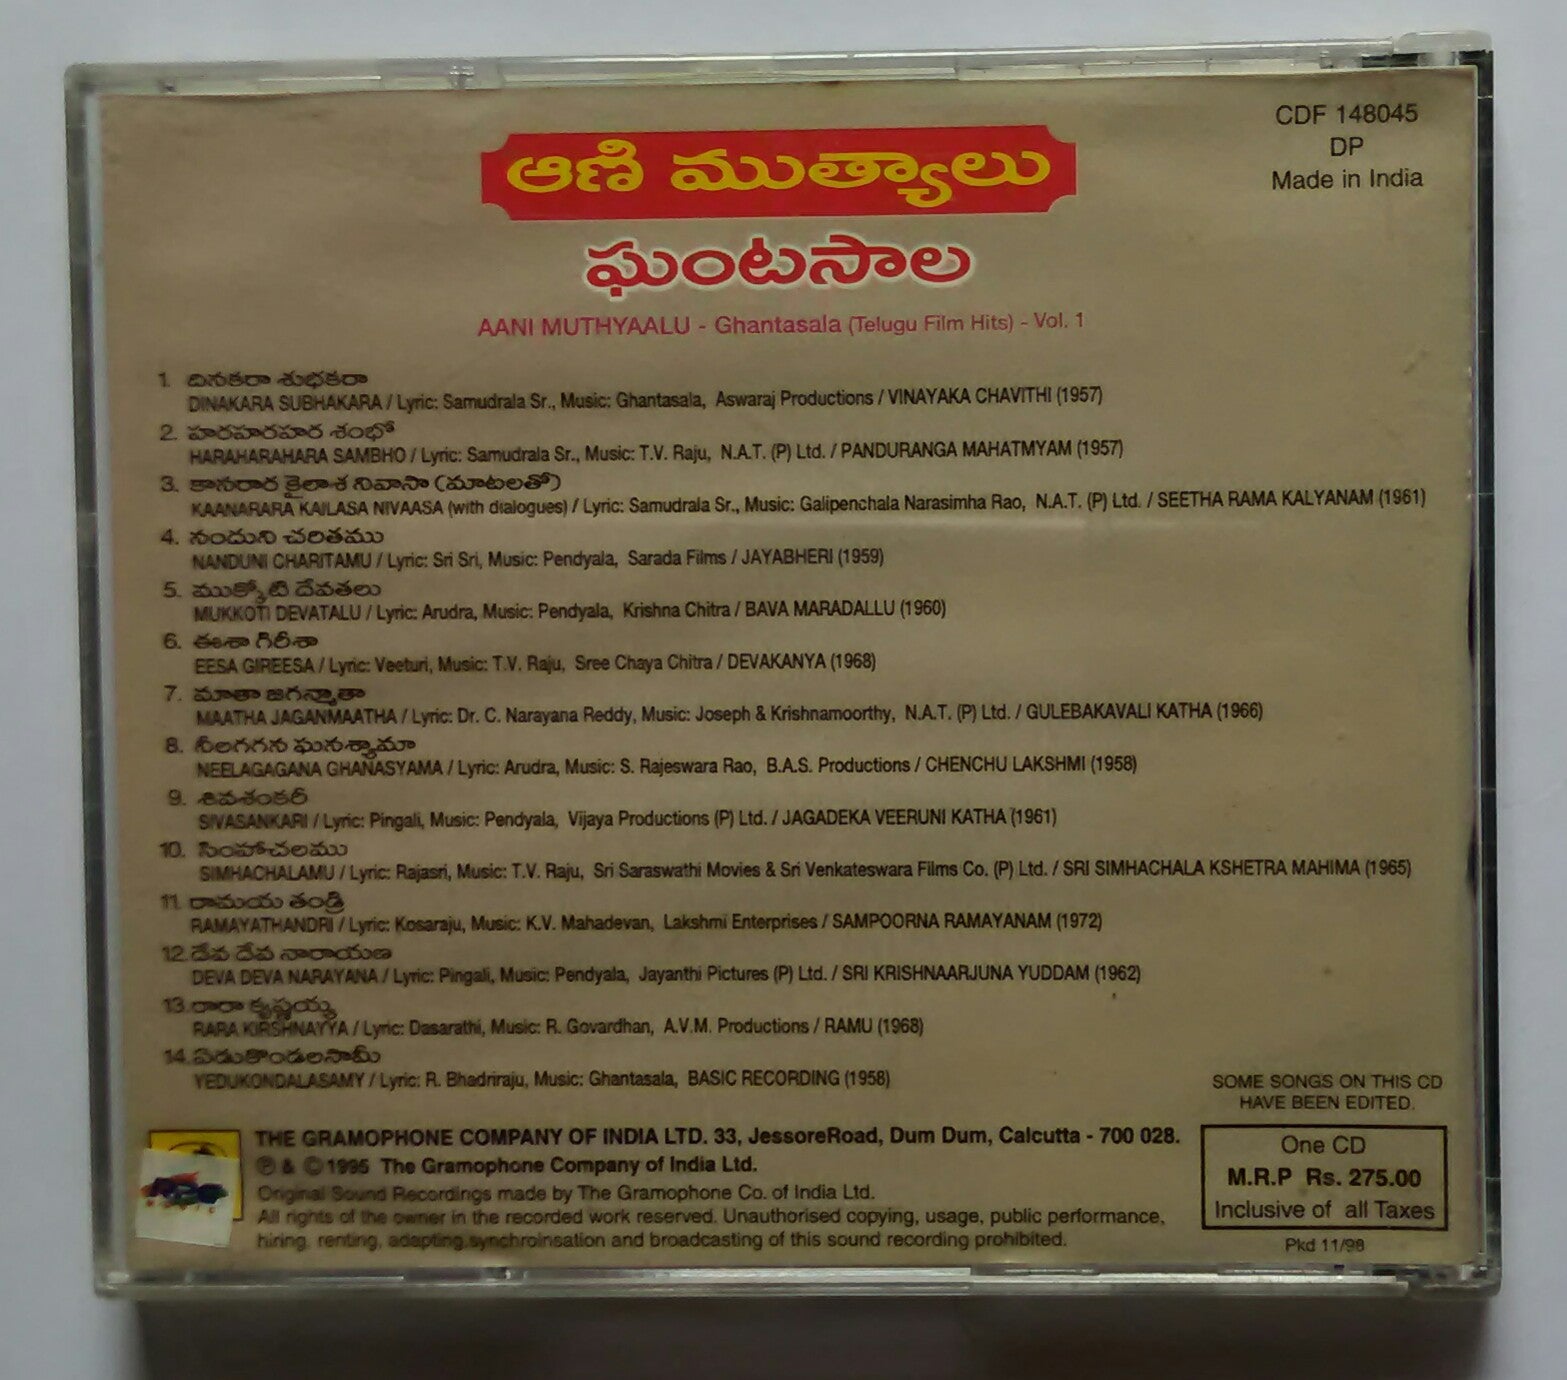 CDF 148045
DP
Made in India
ఆణి ముత్యాలు
ఘంటసాల
AANI MUTHYAALU - Ghantasala (Telugu Film Hits) - Vol. 1
1. దినకరా శుభకరా
DINAKARA SUBHAKARA / Lyric: Samudrala Sr., Music: Ghantasala, Aswaraj Productions / VINAYAKA CHAVITHI (1957)
2. హరహరహర శంభో
HARAHARAHARA SAMBHO / Lyric: Samudrala Sr., Music: T.V. Raju, N.A.T. (P) Ltd. / PANDURANGA MAHATMYAM (1957)
3. కానరార కైలాశ నివాసా (మాటలతో)
KAANARARA KAILASA NIVAASA (with dialogues) / Lyric: Samudrala Sr., Music: Galipenchala Narasimha Rao, N.A.T. (P) Ltd. / SEETHA RAMA KALYANAM (1961)
4. నందుని చరితము
NANDUNI CHARITAMU / Lyric: Sri Sri, Music: Pendyala, Sarada Films / JAYABHERI (1959)
5. ముక్కోటి దేవతలు
MUKKOTI DEVATALU / Lyric: Arudra, Music: Pendyala, Krishna Chitra / BAVA MARADALLU (1960)
6. ఈశా గిరీశా
EESA GIREESA / Lyric: Veeturi, Music: T.V. Raju, Sree Chaya Chitra / DEVAKANYA (1968)
7. మాతా జగన్మాతా
MAATHA JAGANMAATHA / Lyric: Dr. C. Narayana Reddy, Music: Joseph & Krishnamoorthy, N.A.T. (P) Ltd. / GULEBAKAVALI KATHA (1966)
8. నీలగగన ఘనశ్యామా
NEELAGAGANA GHANASYAMA / Lyric: Arudra, Music: S. Rajeswara Rao, B.A.S. Productions / CHENCHU LAKSHMI (1958)
9. శివశంకరీ
SIVASANKARI / Lyric: Pingali, Music: Pendyala, Vijaya Productions (P) Ltd. / JAGADEKA VEERUNI KATHA (1961)
10. సింహాచలము
SIMHACHALAMU / Lyric: Rajasri, Music: T.V. Raju, Sri Saraswathi Movies & Sri Venkateswara Films Co. (P) Ltd. / SRI SIMHACHALA KSHETRA MAHIMA (1965)
11. రామయ తండ్రి
RAMAYATHANDRI / Lyric: Kosaraju, Music: K.V. Mahadevan, Lakshmi Enterprises / SAMPOORNA RAMAYANAM (1972)
12. దేవ దేవ నారాయణ
DEVA DEVA NARAYANA / Lyric: Pingali, Music: Pendyala, Jayanthi Pictures (P) Ltd. / SRI KRISHNAARJUNA YUDDAM (1962)
13. రారా కృష్ణయ్య
RARA KIRSHNAYYA / Lyric: Dasarathi, Music: R. Govardhan, A.V.M. Productions / RAMU (1968)
14. ఏడుకొండలసామీ
YEDUKONDALASAMY / Lyric: R. Bhadriraju, Music: Ghantasala, BASIC RECORDING (1958)
SOME SONGS ON THIS CD
HAVE BEEN EDITED.
THE GRAMOPHONE COMPANY OF INDIA LTD. 33, JessoreRoad, Dum Dum, Calcutta - 700 028.
℗ & © 1995 The Gramophone Company of India Ltd.
Original Sound Recordings made by The Gramophone Co. of India Ltd.
All rights of the owner in the recorded work reserved. Unauthorised copying, usage, public performance,
hiring, renting, adapting,synchroinsation and broadcasting of this sound recording prohibited.
One CD
M.R.P Rs. 275.00
Inclusive of all Taxes
Pkd 11/98